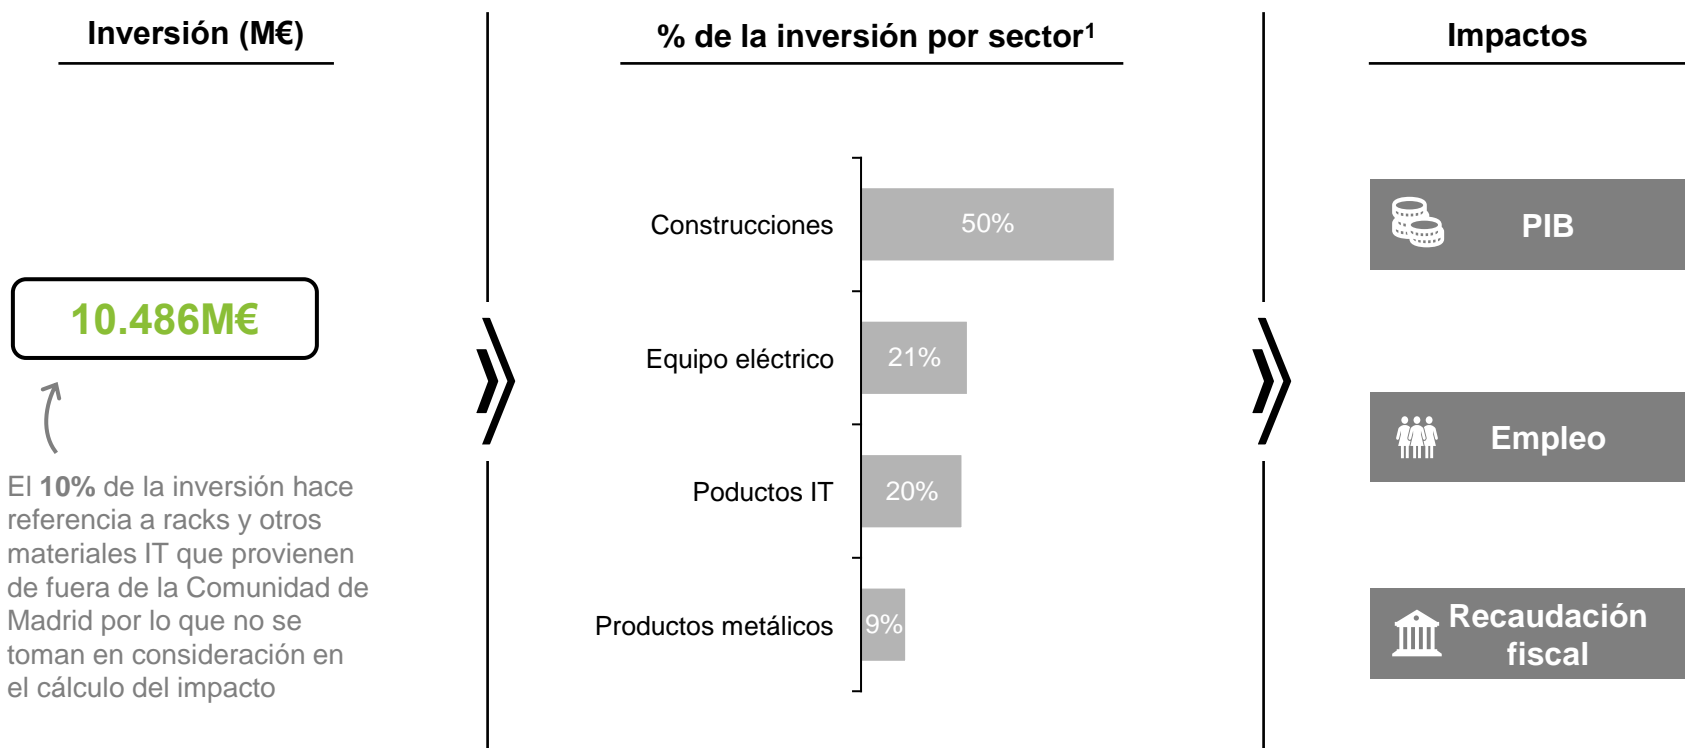 Inversión (M€)
10.486M€
El 10% de la inversión hace
referencia a racks y otros
materiales IT que provienen
de fuera de la Comunidad de
Madrid por lo que no se
toman en consideración en
el cálculo del impacto
% de la inversión por sector¹
Construcciones
50%
Equipo eléctrico
21%
Poductos IT
20%
Productos metálicos
9%
Impactos
PIB
Empleo
Recaudación
fiscal